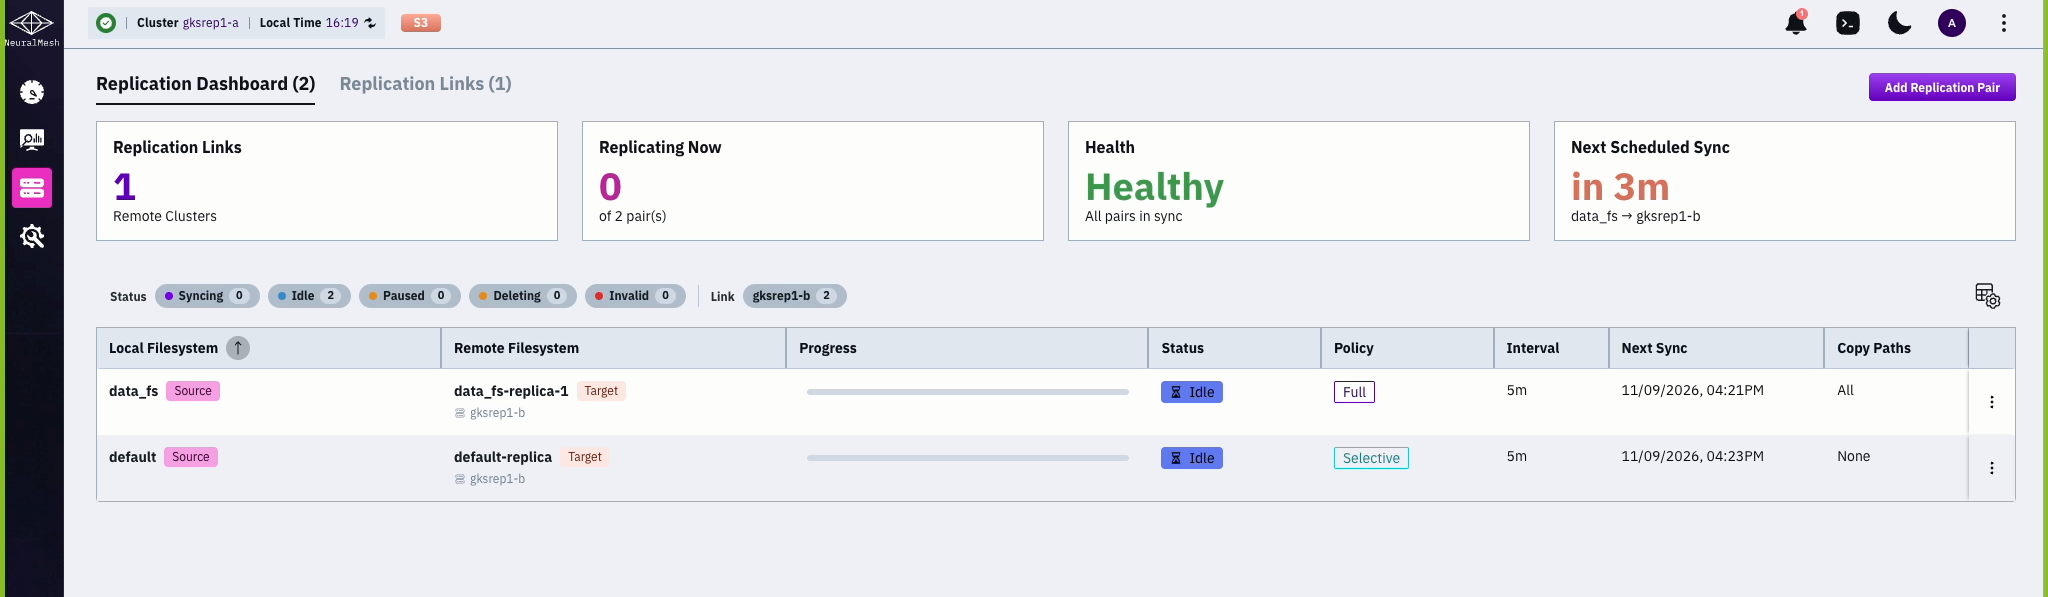 NeuralMesh
Cluster gksrep1-a | Local Time 16:19
S3
1
>_
A
Replication Dashboard (2)
Replication Links (1)
Add Replication Pair
Replication Links
1
Remote Clusters
Replicating Now
0
of 2 pair(s)
Health
Healthy
All pairs in sync
Next Scheduled Sync
in 3m
data_fs → gksrep1-b
Status Syncing 0 Idle 2 Paused 0 Deleting 0 Invalid 0 Link gksrep1-b 2
Local Filesystem ↑ Remote Filesystem Progress Status Policy Interval Next Sync Copy Paths
data_fs Source data_fs-replica-1 Target Idle Full 5m 11/09/2026, 04:21PM All
gksrep1-b
default Source default-replica Target Idle Selective 5m 11/09/2026, 04:23PM None
gksrep1-b